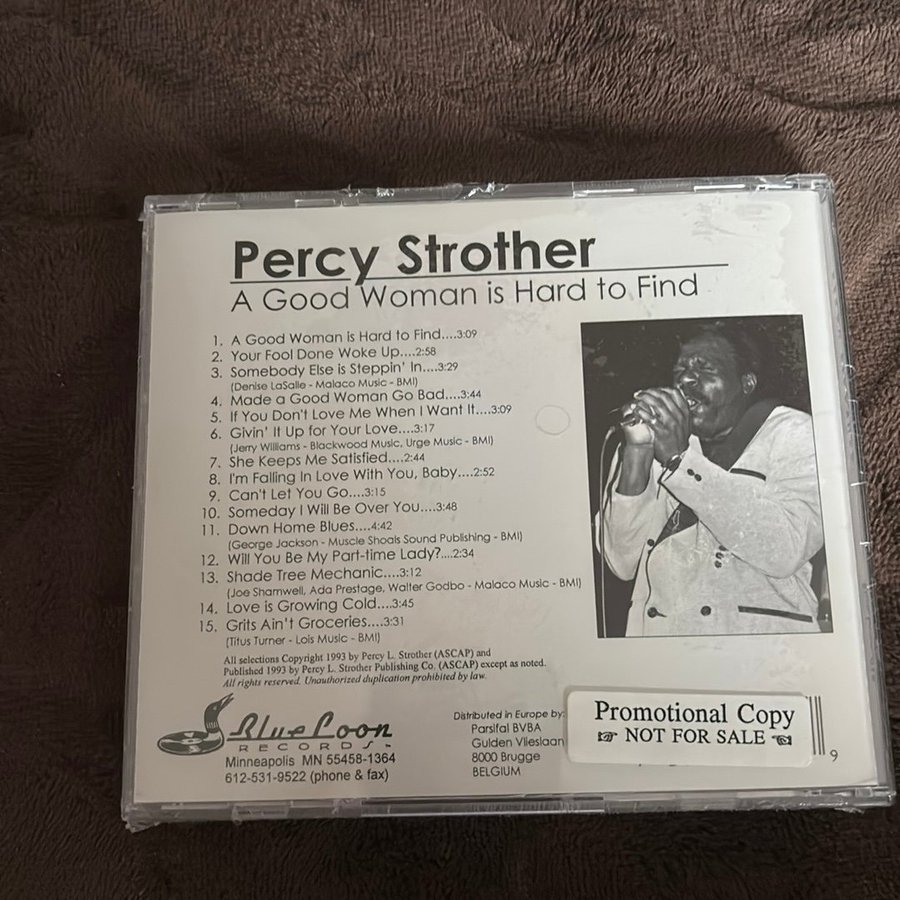 Percy Strother
A Good Woman is Hard to Find
1. A Good Woman is Hard to Find....3:09
2. Your Fool Done Woke Up....2:58
3. Somebody Else is Steppin' In....3:29
(Denise LaSalle - Malaco Music - BMI)
4. Made a Good Woman Go Bad....3:44
5. If You Don't Love Me When I Want It....3:09
6. Givin' It Up for Your Love....3:17
(Jerry Williams - Blackwood Music, Urge Music - BMI)
7. She Keeps Me Satisfied....2:44
8. I'm Falling In Love With You, Baby....2:52
9. Can't Let You Go....3:15
10. Someday I Will Be Over You....3:48
11. Down Home Blues....4:42
(George Jackson - Muscle Shoals Sound Publishing - BMI)
12. Will You Be My Part-time Lady?....2:34
13. Shade Tree Mechanic....3:12
(Joe Shamwell, Ada Prestage, Walter Godbo - Malaco Music - BMI)
14. Love is Growing Cold....3:45
15. Grits Ain't Groceries....3:31
(Titus Turner - Lois Music - BMI)
All selections Copyright 1993 by Percy L. Strother (ASCAP) and
Published 1993 by Percy L. Strother Publishing Co. (ASCAP) except as noted.
All rights reserved. Unauthorized duplication prohibited by law.
Blue Loon
RECORDS™
Minneapolis MN 55458-1364
612-531-9522 (phone & fax)
Distributed in Europe by:
Parsifal BVBA
Gulden Vlieslaan
8000 Brugge
BELGIUM
Promotional Copy
NOT FOR SALE
9